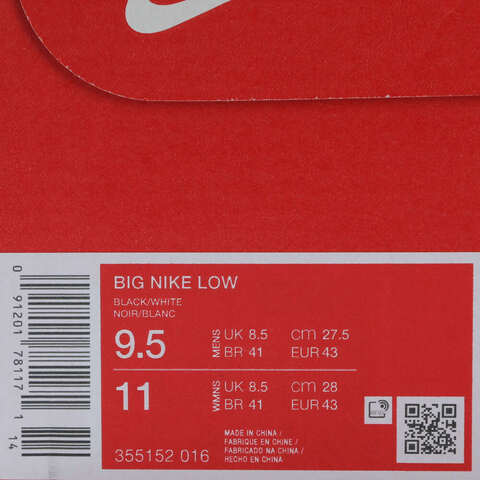 BIG NIKE LOW
BLACK/WHITE
NOIR/BLANC
9.5 MENS UK 8.5 cm 27.5
BR 41 EUR 43
11 WMNS UK 8.5 cm 28
BR 41 EUR 43
MADE IN CHINA /
FABRIQUE EN CHINE /
FABRICADO EN CHINA /
HECHO EN CHINA
355152 016
0 91201 78117 1 14